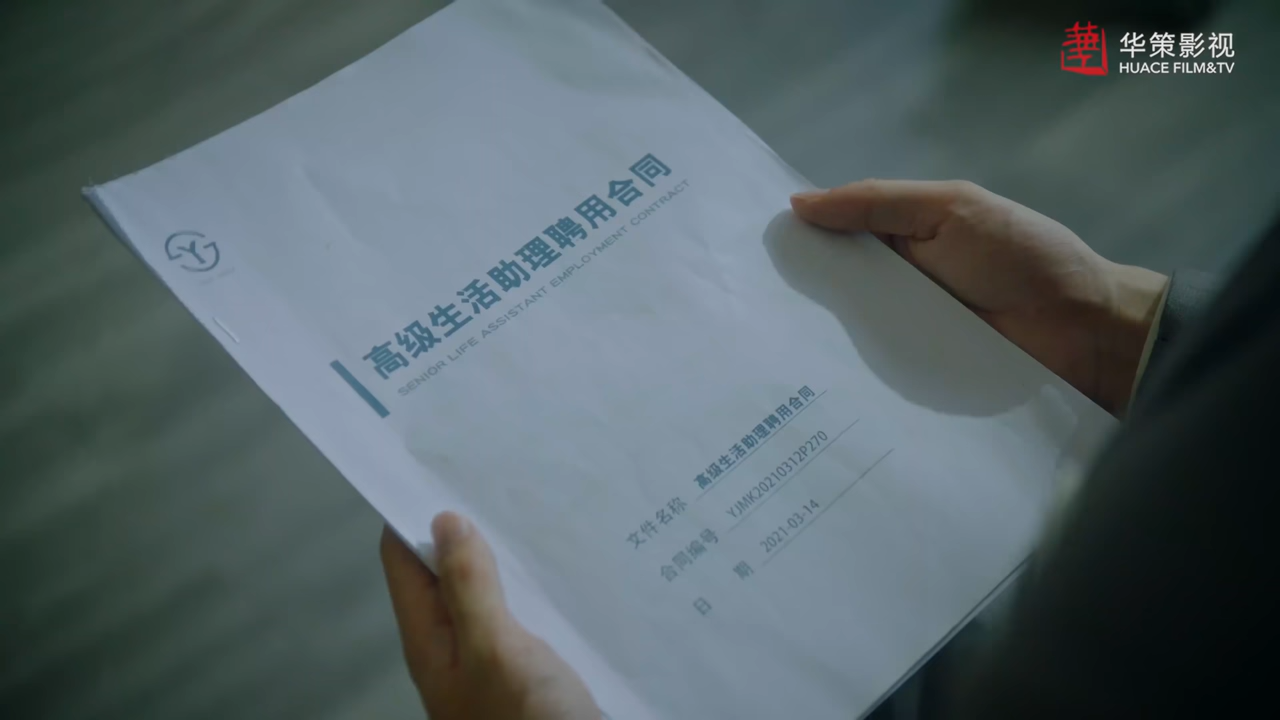 华策影视
HUACE FILM&TV
高级生活助理聘用合同
SENIOR LIFE ASSISTANT EMPLOYMENT CONTRACT
文件名称 高级生活助理聘用合同
合同编号 YJMK20210312P270
日期 2021-03-14